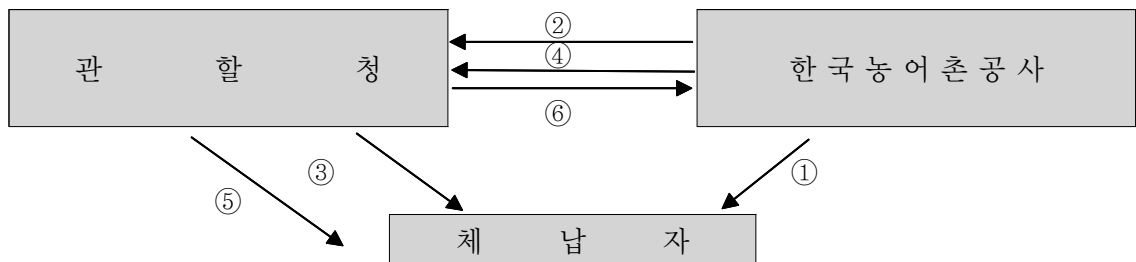 ②
관 할 청
④
한국농어촌공사
⑥
③
①
⑤
체 납 자